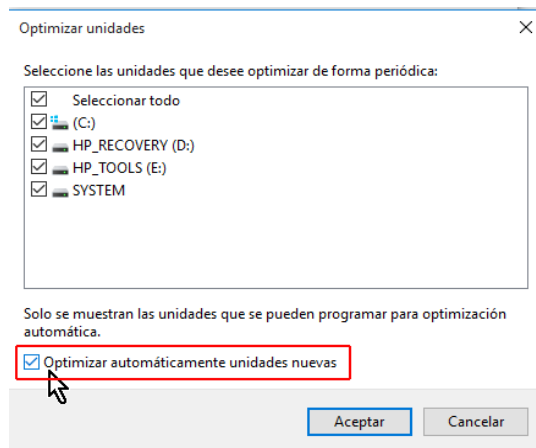 Optimizar unidades
Seleccione las unidades que desee optimizar de forma periódica:
Seleccionar todo
(C:)
HP_RECOVERY (D:)
HP_TOOLS (E:)
SYSTEM
Solo se muestran las unidades que se pueden programar para optimización
automática.
Optimizar automáticamente unidades nuevas
Aceptar Cancelar